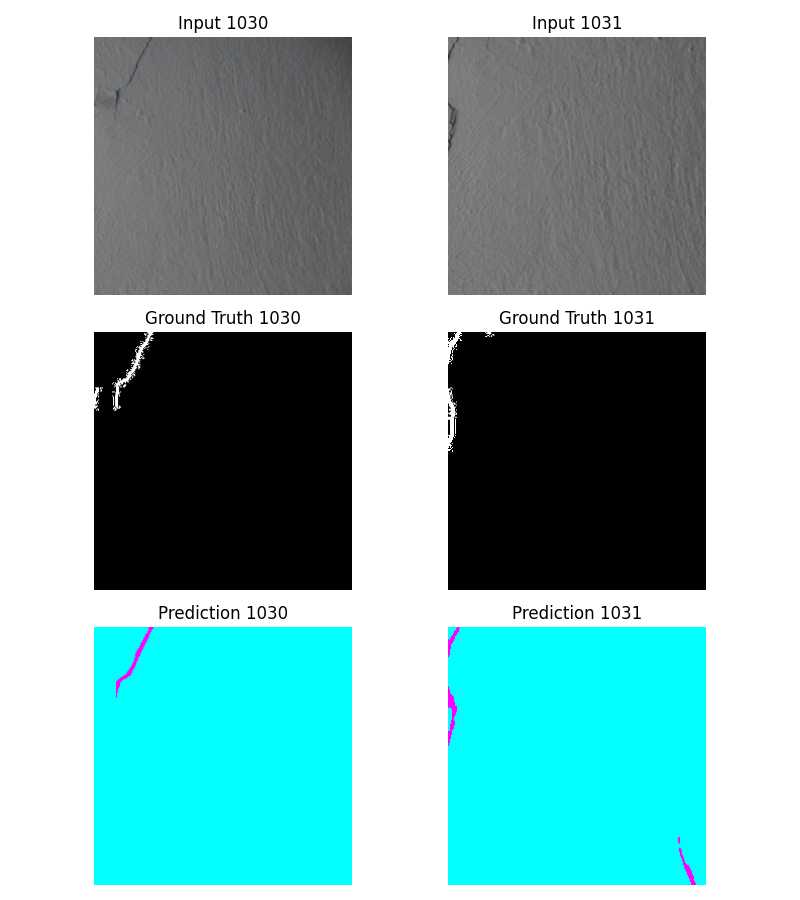 Input 1030
Input 1031
Ground Truth 1030
Ground Truth 1031
Prediction 1030
Prediction 1031